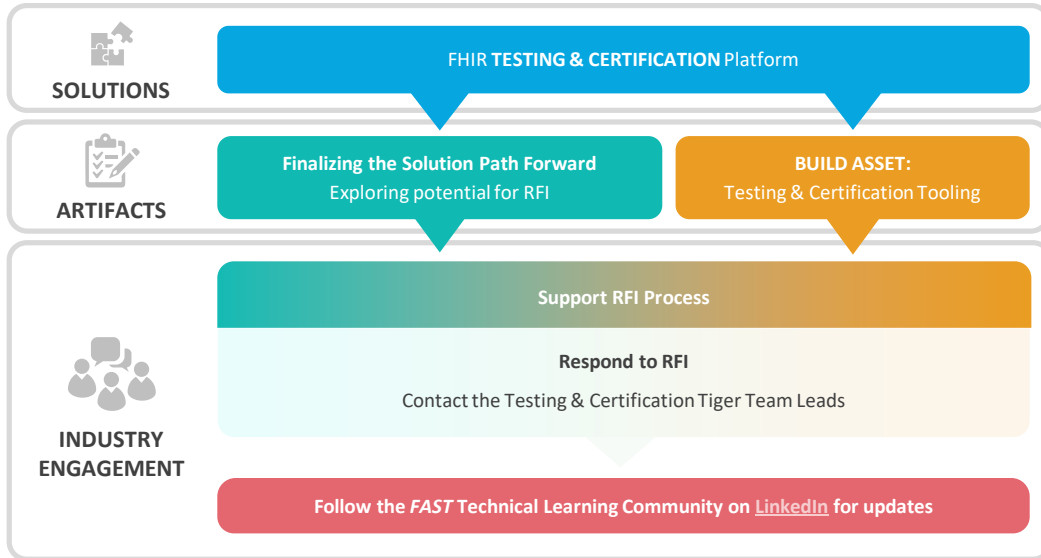 SOLUTIONS
FHIR TESTING & CERTIFICATION Platform
ARTIFACTS
Finalizing the Solution Path Forward
Exploring potential for RFI
BUILD ASSET:
Testing & Certification Tooling
INDUSTRY
ENGAGEMENT
Support RFI Process
Respond to RFI
Contact the Testing & Certification Tiger Team Leads
Follow the FAST Technical Learning Community on LinkedIn for updates